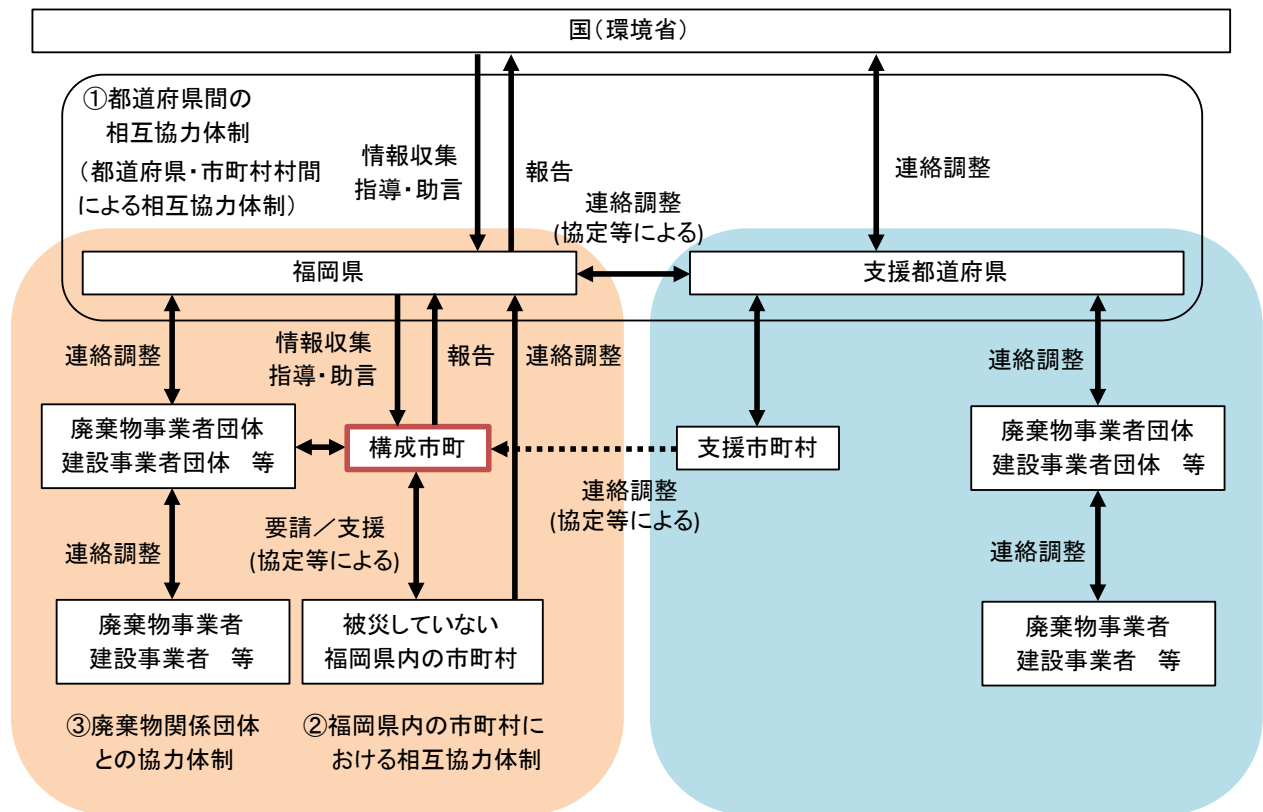 国(環境省)
①都道府県間の
相互協力体制
(都道府県・市町村村間
による相互協力体制)
情報収集
指導・助言
報告
連絡調整
(協定等による)
連絡調整
福岡県
支援都道府県
連絡調整
情報収集
指導・助言
報告
連絡調整
連絡調整
廃棄物事業者団体
建設事業者団体 等
構成市町
支援市町村
廃棄物事業者団体
建設事業者団体 等
連絡調整
(協定等による)
連絡調整
要請／支援
(協定等による)
連絡調整
廃棄物事業者
建設事業者 等
被災していない
福岡県内の市町村
廃棄物事業者
建設事業者 等
③廃棄物関係団体
との協力体制
②福岡県内の市町村に
おける相互協力体制